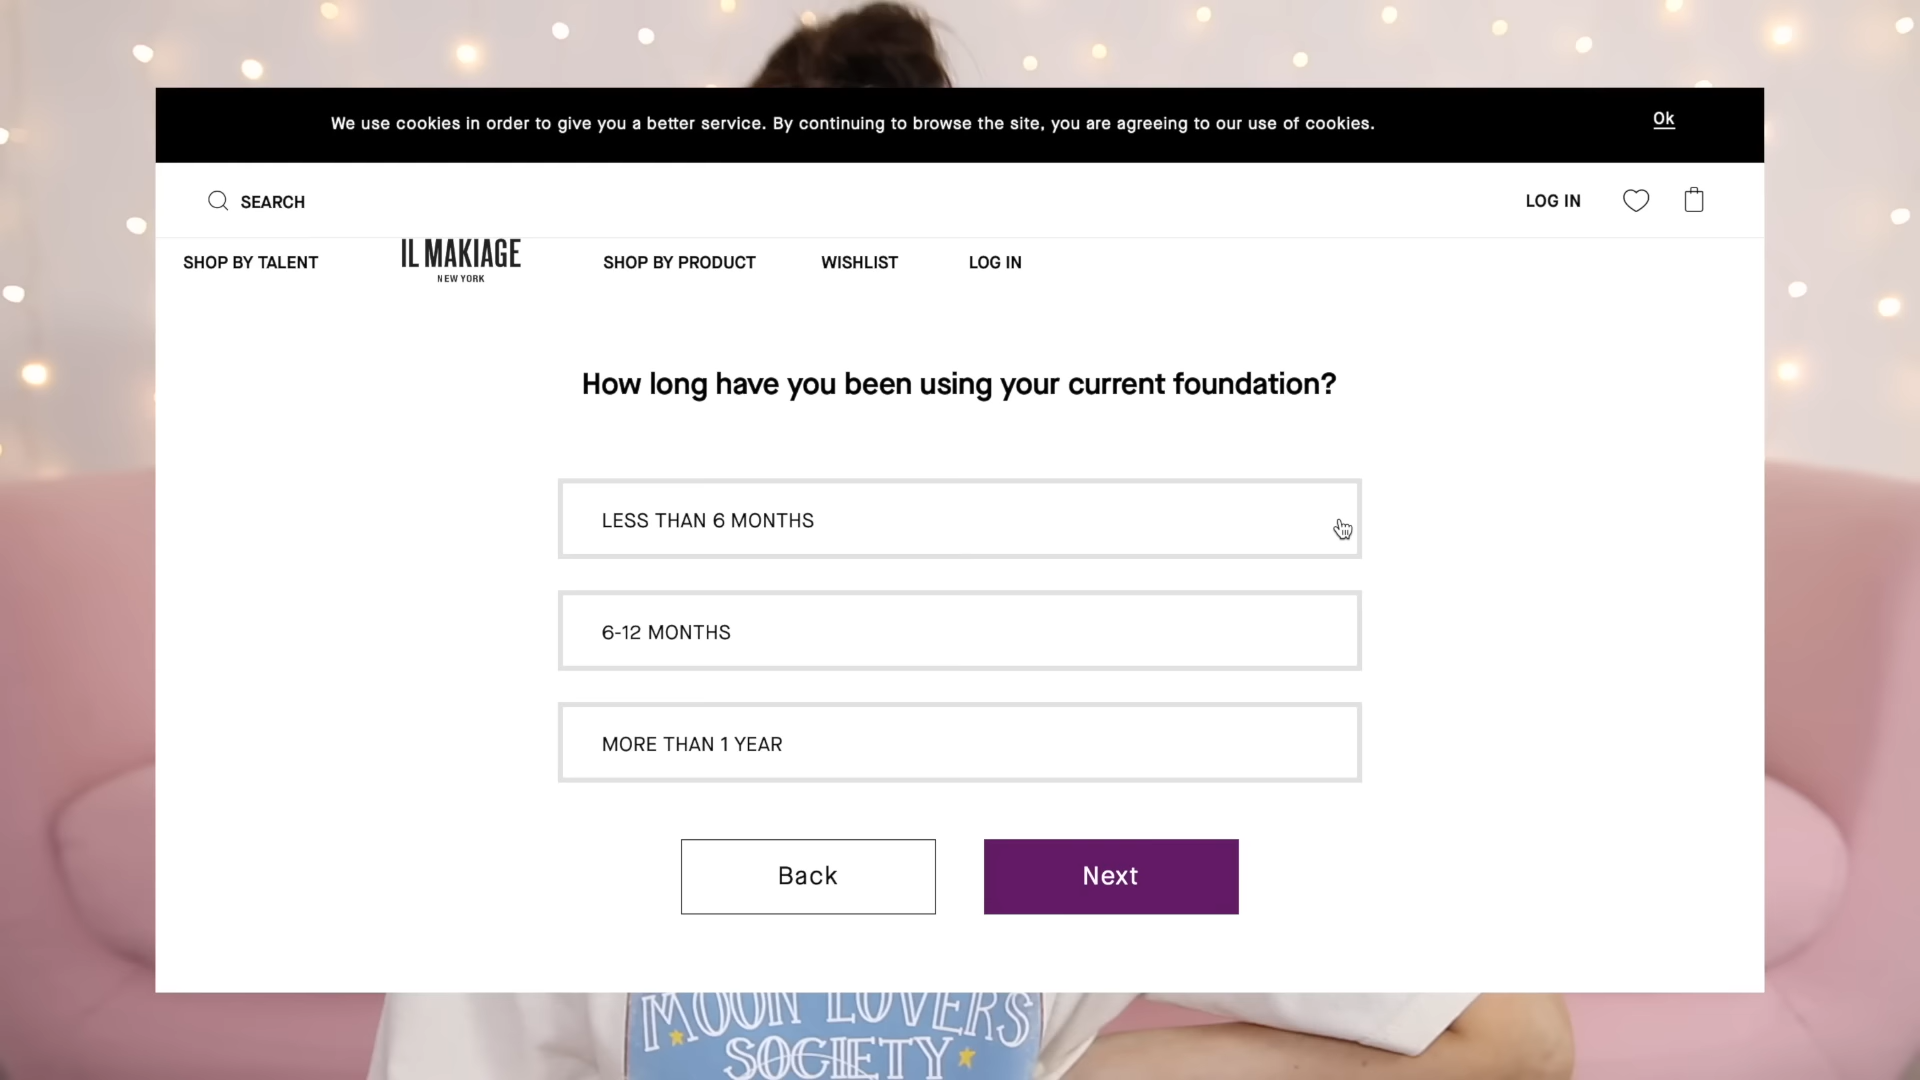 We use cookies in order to give you a better service. By continuing to browse the site, you are agreeing to our use of cookies.
Ok
SEARCH
LOG IN
SHOP BY TALENT
IL MAKIAGE
NEW YORK
SHOP BY PRODUCT
WISHLIST
LOG IN
How long have you been using your current foundation?
LESS THAN 6 MONTHS
6-12 MONTHS
MORE THAN 1 YEAR
Back
Next
MOON LOVERS
SOCIETY